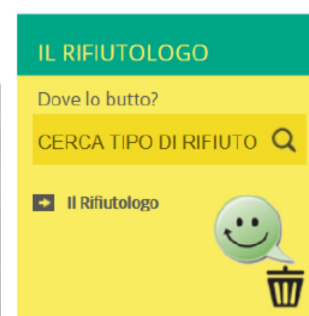 IL RIFIUTOLOGO
Dove lo butto?
CERCA TIPO DI RIFIUTO
Il Rifiutologo